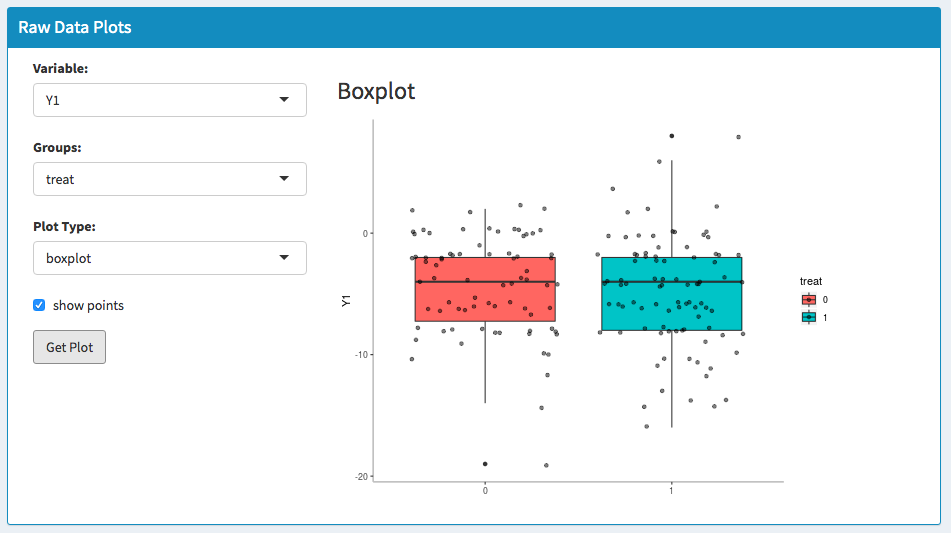 Raw Data Plots
Variable:
Y1
Groups:
treat
Plot Type:
boxplot
show points
Get Plot
Boxplot
Y1
0
-10
-20
0
1
treat
0
1